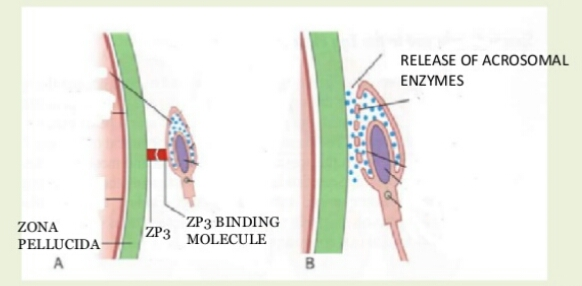 RELEASE OF ACROSOMAL
ENZYMES
ZONA
PELLUCIDA
ZP3
ZP3 BINDING
MOLECULE
A
B